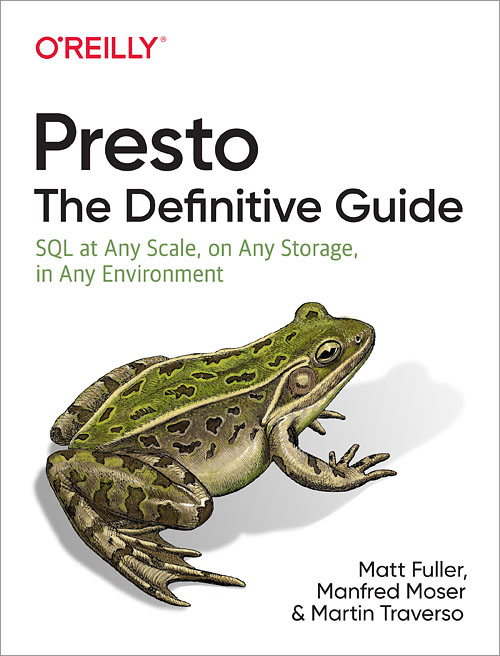 O'REILLY®
Presto
The Definitive Guide
SQL at Any Scale, on Any Storage,
in Any Environment
Matt Fuller,
Manfred Moser
& Martin Traverso